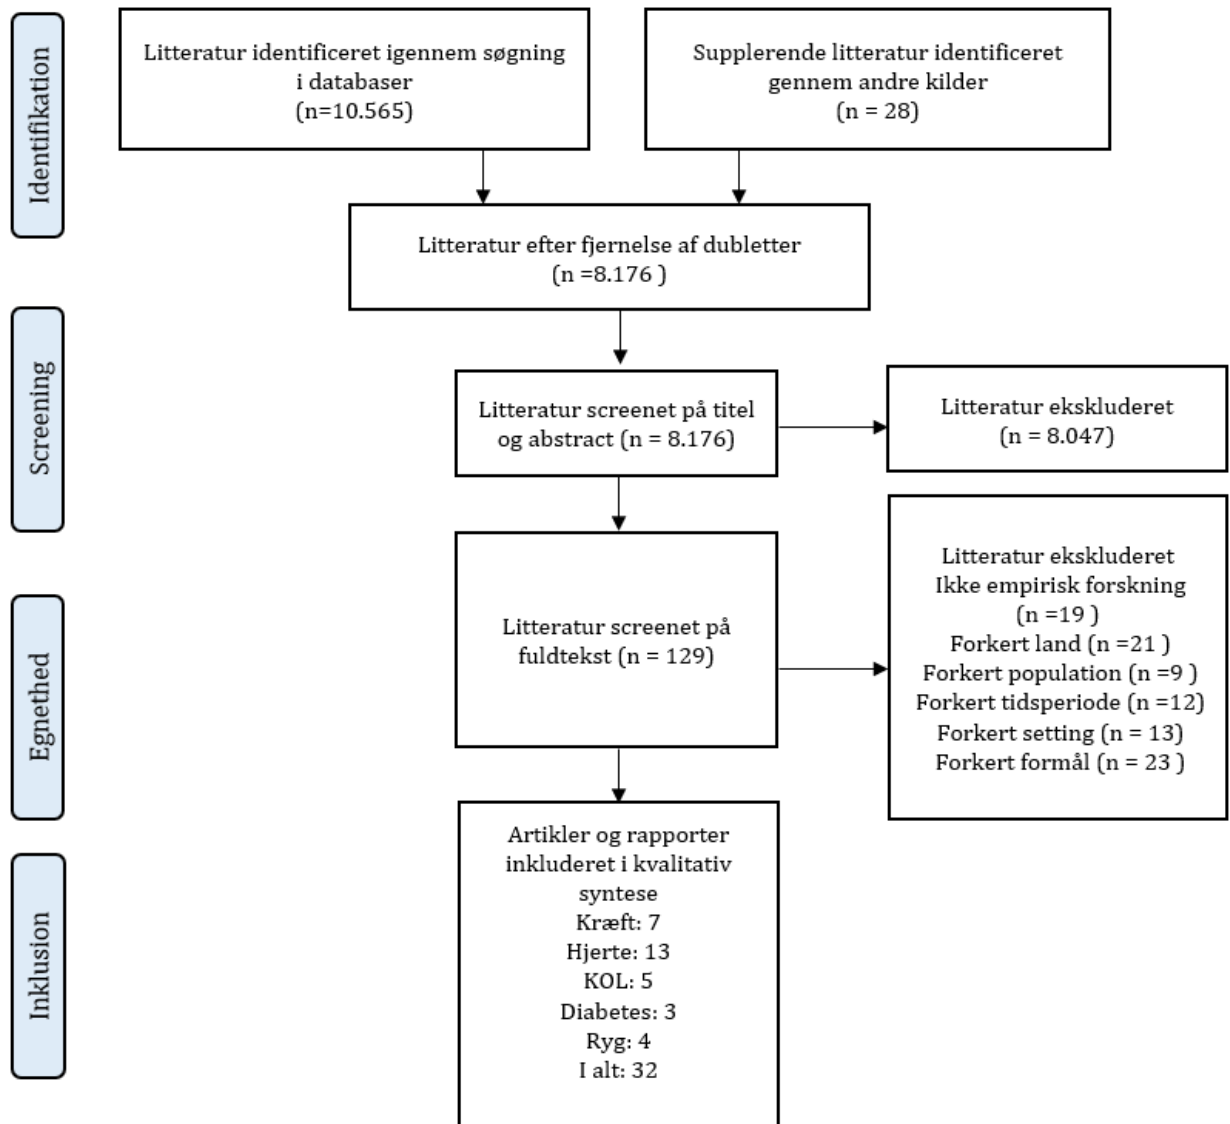 Identifikation
Litteratur identificeret igennem søgning
i databaser
(n=10.565)
Supplerende litteratur identificeret
gennem andre kilder
(n = 28)
Litteratur efter fjernelse af dubletter
(n =8.176 )
Screening
Litteratur screenet på titel
og abstract (n = 8.176)
Litteratur ekskluderet
(n = 8.047)
Egnethed
Litteratur screenet på
fuldtekst (n = 129)
Litteratur ekskluderet
Ikke empirisk forskning
(n =19 )
Forkert land (n =21 )
Forkert population (n =9 )
Forkert tidsperiode (n =12)
Forkert setting (n = 13)
Forkert formål (n = 23 )
Inklusion
Artikler og rapporter
inkluderet i kvalitativ
syntese
Kræft: 7
Hjerte: 13
KOL: 5
Diabetes: 3
Ryg: 4
I alt: 32